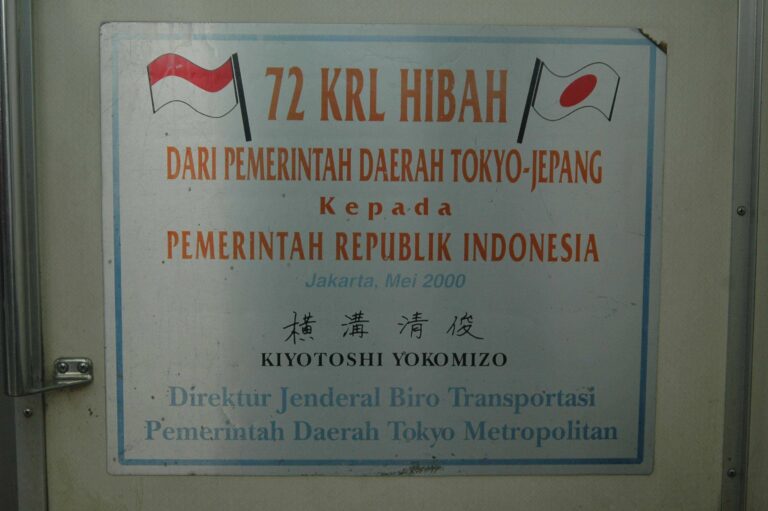 72 KRL HIBAH
DARI PEMERINTAH DAERAH TOKYO-JEPANG
Kepada
PEMERINTAH REPUBLIK INDONESIA
Jakarta, Mei 2000
横溝清俊
KIYOTOSHI YOKOMIZO
Direktur Jenderal Biro Transportasi
Pemerintah Daerah Tokyo Metropolitan